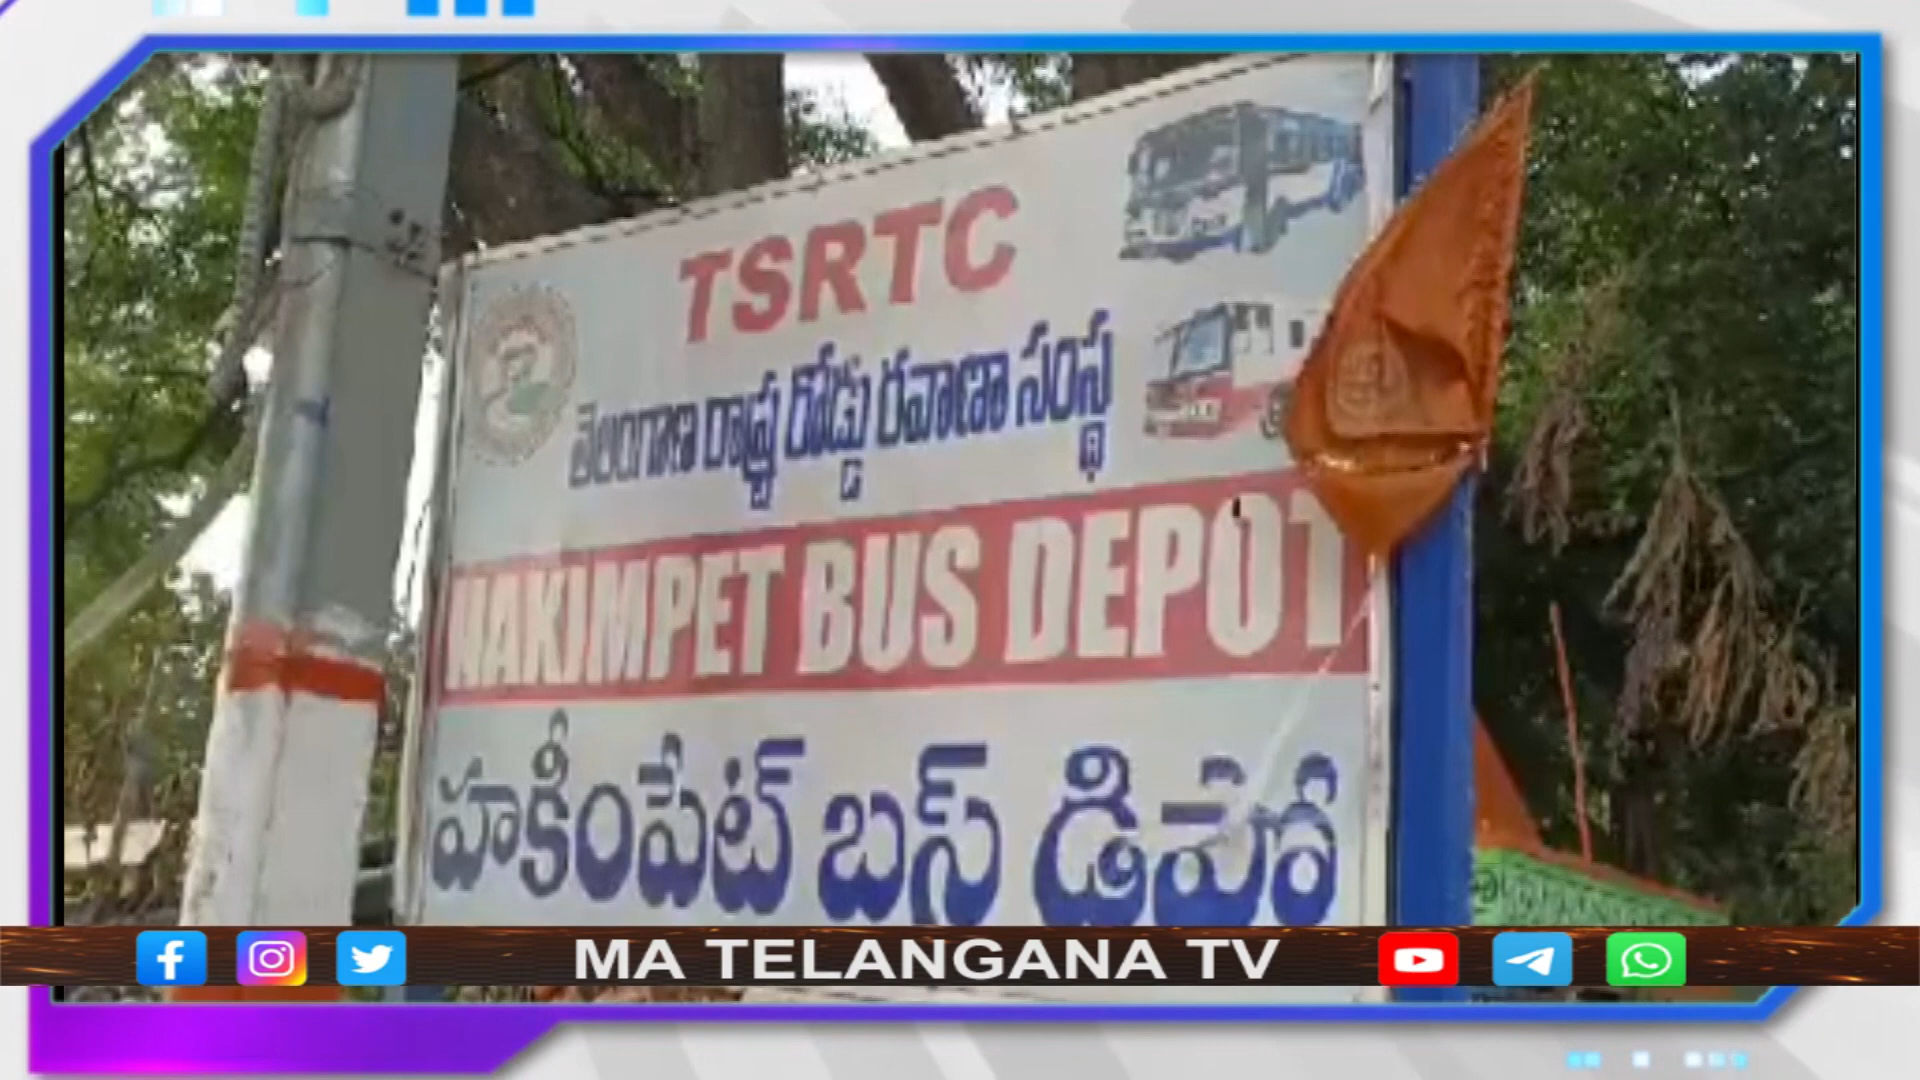 TSRTC
తెలంగాణ రాష్ట్ర రోడ్డు రవాణా సంస్థ
HAKIMPET BUS DEPOT
హకీంపేట్ బస్ డిపో
MA TELANGANA TV